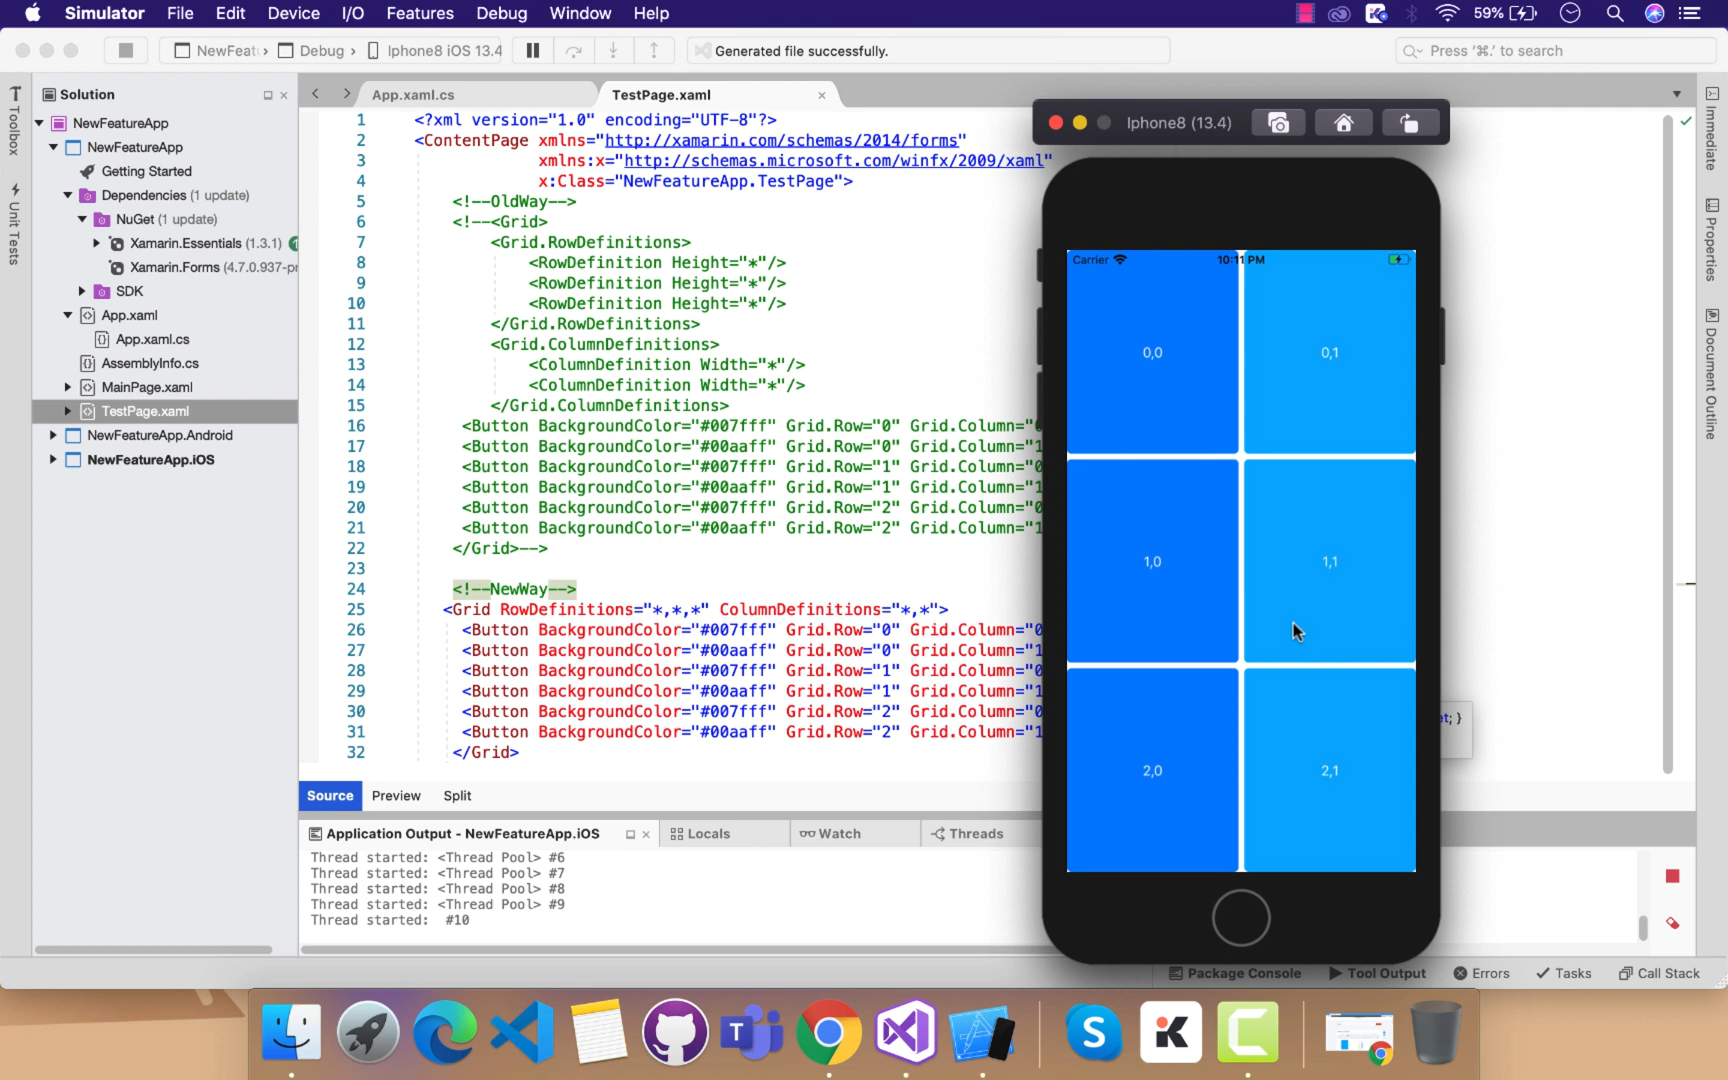 Simulator File Edit Device I/O Features Debug Window Help 59%
NewFeat › Debug › Iphone8 iOS 13.4 Generated file successfully. Press '⌘.' to search
Solution
App.xaml.cs TestPage.xaml
Toolbox
Unit Tests
NewFeatureApp
NewFeatureApp
Getting Started
Dependencies (1 update)
NuGet (1 update)
Xamarin.Essentials (1.3.1)
Xamarin.Forms (4.7.0.937-pr
SDK
App.xaml
App.xaml.cs
AssemblyInfo.cs
MainPage.xaml
TestPage.xaml
NewFeatureApp.Android
NewFeatureApp.iOS
1 <?xml version="1.0" encoding="UTF-8"?>
2 <ContentPage xmlns="http://xamarin.com/schemas/2014/forms"
3 xmlns:x="http://schemas.microsoft.com/winfx/2009/xaml"
4 x:Class="NewFeatureApp.TestPage">
5 <!--OldWay-->
6 <!--<Grid>
7 <Grid.RowDefinitions>
8 <RowDefinition Height="*"/>
9 <RowDefinition Height="*"/>
10 <RowDefinition Height="*"/>
11 </Grid.RowDefinitions>
12 <Grid.ColumnDefinitions>
13 <ColumnDefinition Width="*"/>
14 <ColumnDefinition Width="*"/>
15 </Grid.ColumnDefinitions>
16 <Button BackgroundColor="#007fff" Grid.Row="0" Grid.Column="0
17 <Button BackgroundColor="#00aaff" Grid.Row="0" Grid.Column="1
18 <Button BackgroundColor="#007fff" Grid.Row="1" Grid.Column="0
19 <Button BackgroundColor="#00aaff" Grid.Row="1" Grid.Column="1
20 <Button BackgroundColor="#007fff" Grid.Row="2" Grid.Column="0
21 <Button BackgroundColor="#00aaff" Grid.Row="2" Grid.Column="1
22 </Grid>-->
23
24 <!--NewWay-->
25 <Grid RowDefinitions="*,*,*" ColumnDefinitions="*,*">
26 <Button BackgroundColor="#007fff" Grid.Row="0" Grid.Column="0
27 <Button BackgroundColor="#00aaff" Grid.Row="0" Grid.Column="1
28 <Button BackgroundColor="#007fff" Grid.Row="1" Grid.Column="0
29 <Button BackgroundColor="#00aaff" Grid.Row="1" Grid.Column="1
30 <Button BackgroundColor="#007fff" Grid.Row="2" Grid.Column="0
31 <Button BackgroundColor="#00aaff" Grid.Row="2" Grid.Column="1
32 </Grid>
et; }
Iphone8 (13.4)
Carrier 10:11 PM
0,0 0,1
1,0 1,1
2,0 2,1
Immediate
Properties
Document Outline
Source Preview Split
Application Output - NewFeatureApp.iOS Locals Watch Threads
Thread started: <Thread Pool> #6
Thread started: <Thread Pool> #7
Thread started: <Thread Pool> #8
Thread started: <Thread Pool> #9
Thread started: #10
Package Console Tool Output Errors Tasks Call Stack